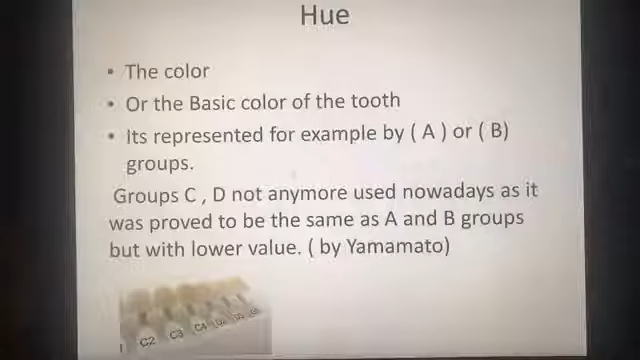 Hue
• The color
• Or the Basic color of the tooth
• Its represented for example by ( A ) or ( B)
groups.
Groups C , D not anymore used nowadays as it
was proved to be the same as A and B groups
but with lower value. ( by Yamamato)
C2 C3 C4